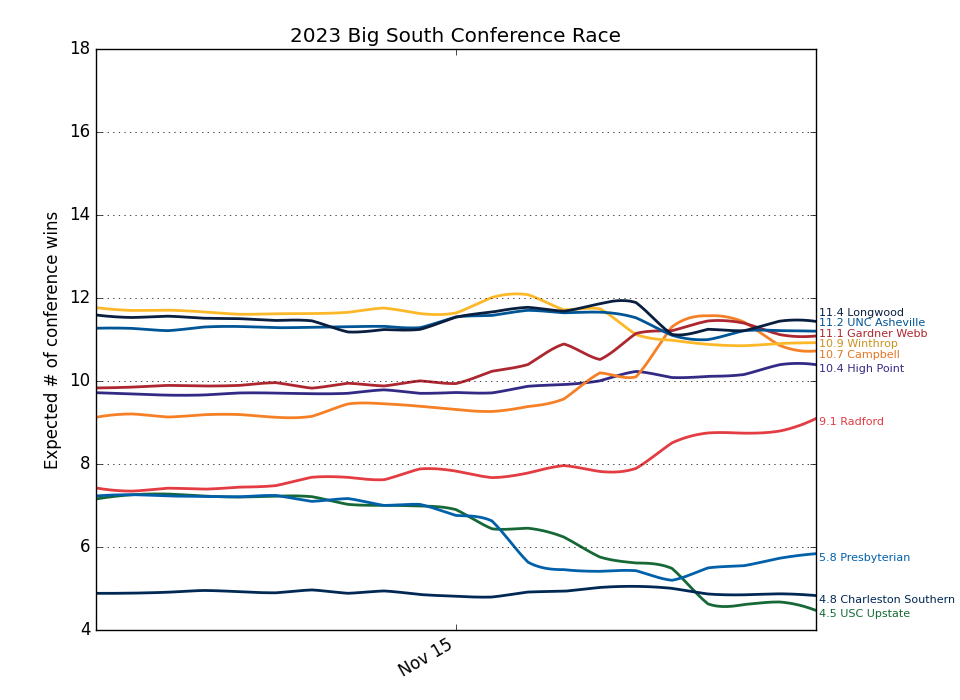 2023 Big South Conference Race
Expected # of conference wins
18
16
14
12
10
8
6
4
Nov 15
11.4 Longwood
11.2 UNC Asheville
11.1 Gardner Webb
10.9 Winthrop
10.7 Campbell
10.4 High Point
9.1 Radford
5.8 Presbyterian
4.8 Charleston Southern
4.5 USC Upstate